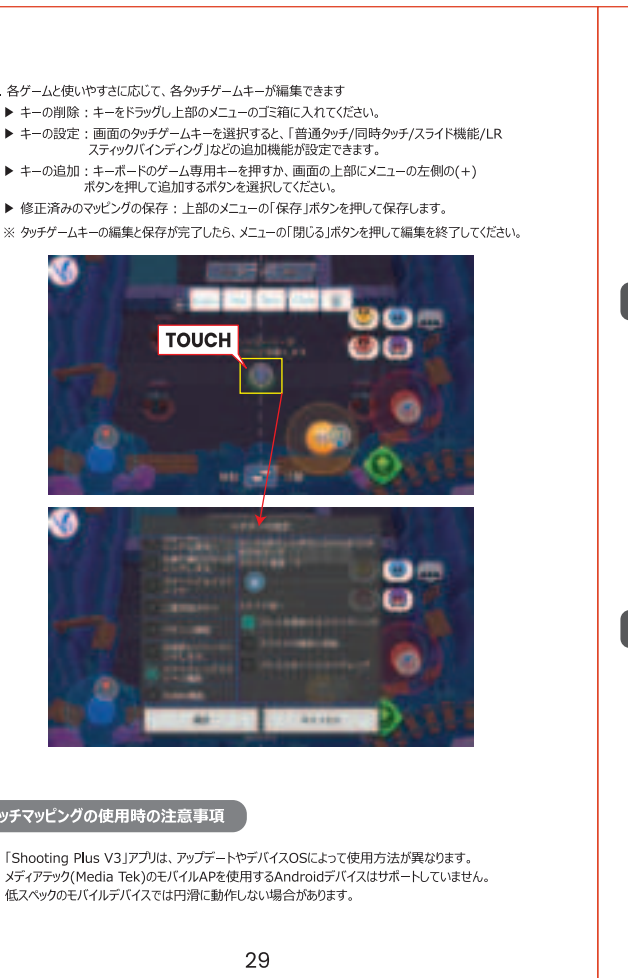 . 各ゲームと使いやすさに応じて、各タッチゲームキーが編集できます
▶ キーの削除 : キーをドラッグし上部のメニューのゴミ箱に入れてください。
▶ キーの設定 : 画面のタッチゲームキーを選択すると、「普通タッチ/同時タッチ/スライド機能/LR
スティックバインディング」などの追加機能が設定できます。
▶ キーの追加 : キーボードのゲーム専用キーを押すか、画面の上部にメニューの左側の(+)
ボタンを押して追加するボタンを選択してください。
▶ 修正済みのマッピングの保存 : 上部のメニューの「保存」ボタンを押して保存します。
※ タッチゲームキーの編集と保存が完了したら、メニューの「閉じる」ボタンを押して編集を終了してください。
TOUCH
ッチマッピングの使用時の注意事項
「Shooting Plus V3」アプリは、アップデートやデバイスOSによって使用方法が異なります。
メディアテック(Media Tek)のモバイルAPを使用するAndroidデバイスはサポートしていません。
低スペックのモバイルデバイスでは円滑に動作しない場合があります。
29